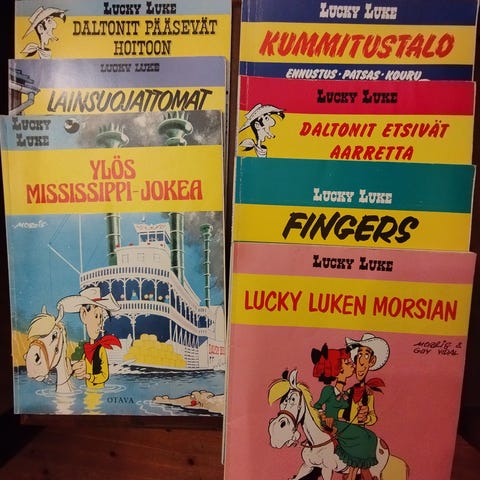 LUCKY LUKE
DALTONIT PÄÄSEVÄT
HOITOON
LUCKY LUKE
LAINSUOJATTOMAT
LUCKY
LUKE
YLÖS
MISSISSIPPI-JOKEA
MORRIS
OTAVA
LUCKY LUKE
KUMMITUSTALO
ENNUSTUS · PATSAS · KOURU
LUCKY LUKE
DALTONIT ETSIVÄT
AARRETTA
LUCKY LUKE
FINGERS
LUCKY LUKE
LUCKY LUKEN MORSIAN
MORRIS &
GUY VIDAL